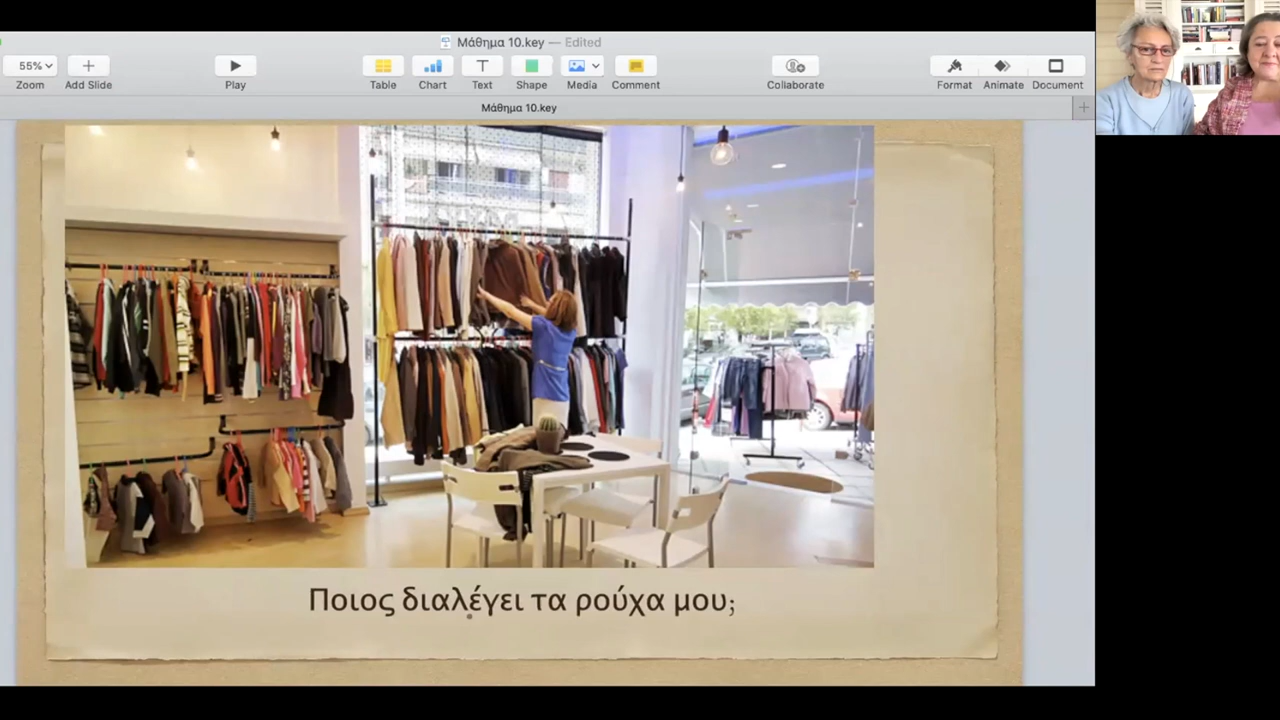 Μάθημα 10.key — Edited
55%
Zoom
Add Slide
Play
Table
Chart
Text
Shape
Media
Comment
Collaborate
Format
Animate
Document
Μάθημα 10.key
Ποιος διαλέγει τα ρούχα μου;